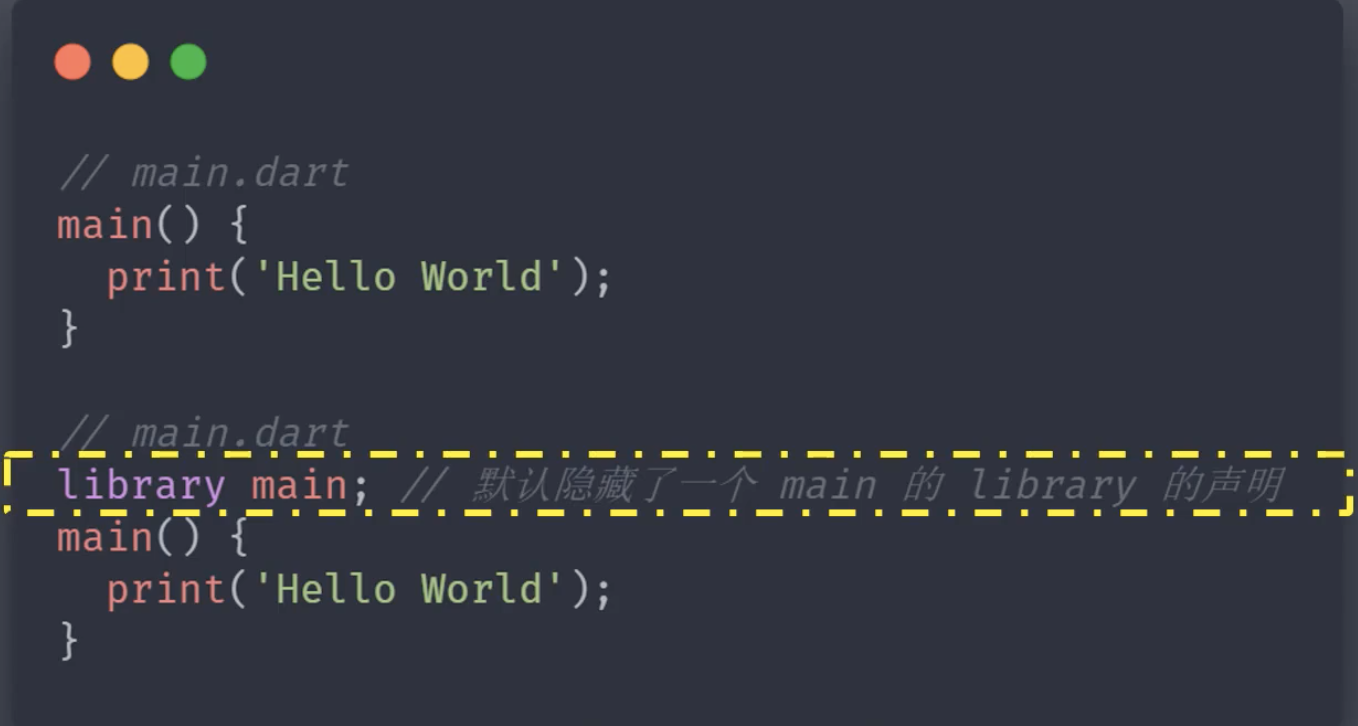 // main.dart
main() {
  print('Hello World');
}
// main.dart
library main; // 默认隐藏了一个 main 的 library 的声明
main() {
  print('Hello World');
}